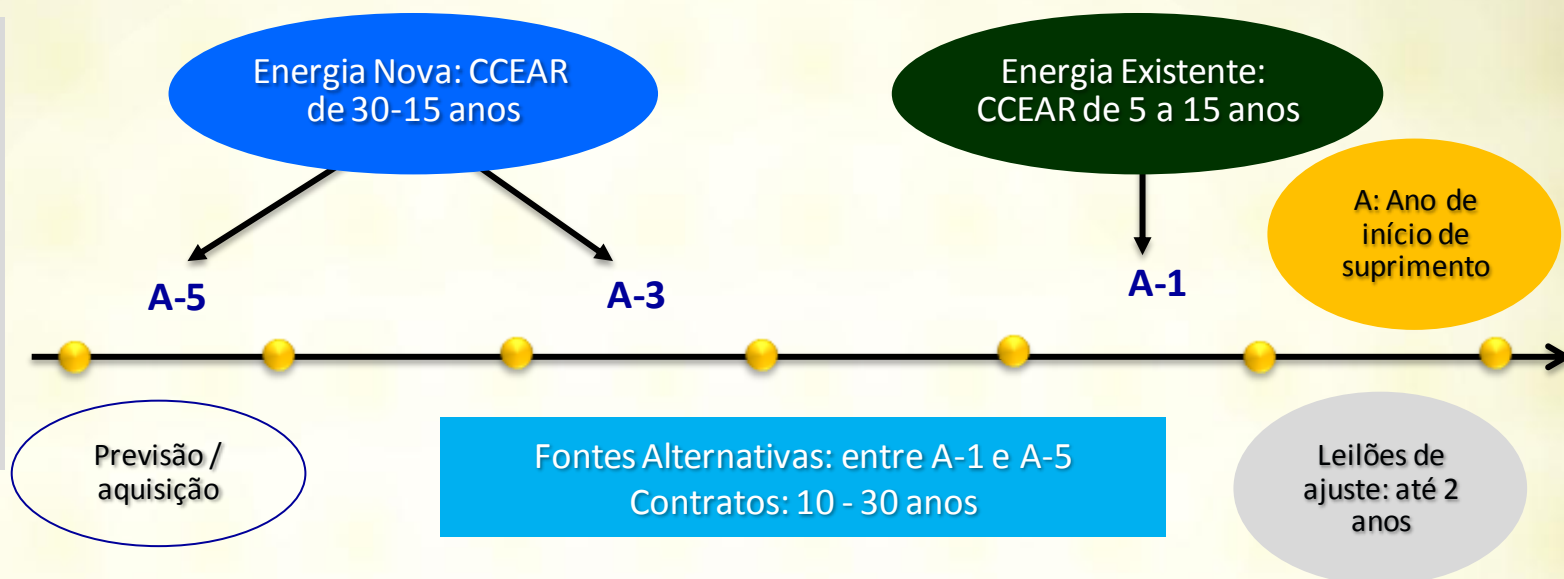 Energia Nova: CCEAR
de 30-15 anos
Energia Existente:
CCEAR de 5 a 15 anos
A: Ano de
início de
suprimento
A-5
A-3
A-1
Previsão /
aquisição
Fontes Alternativas: entre A-1 e A-5
Contratos: 10 - 30 anos
Leilões de
ajuste: até 2
anos